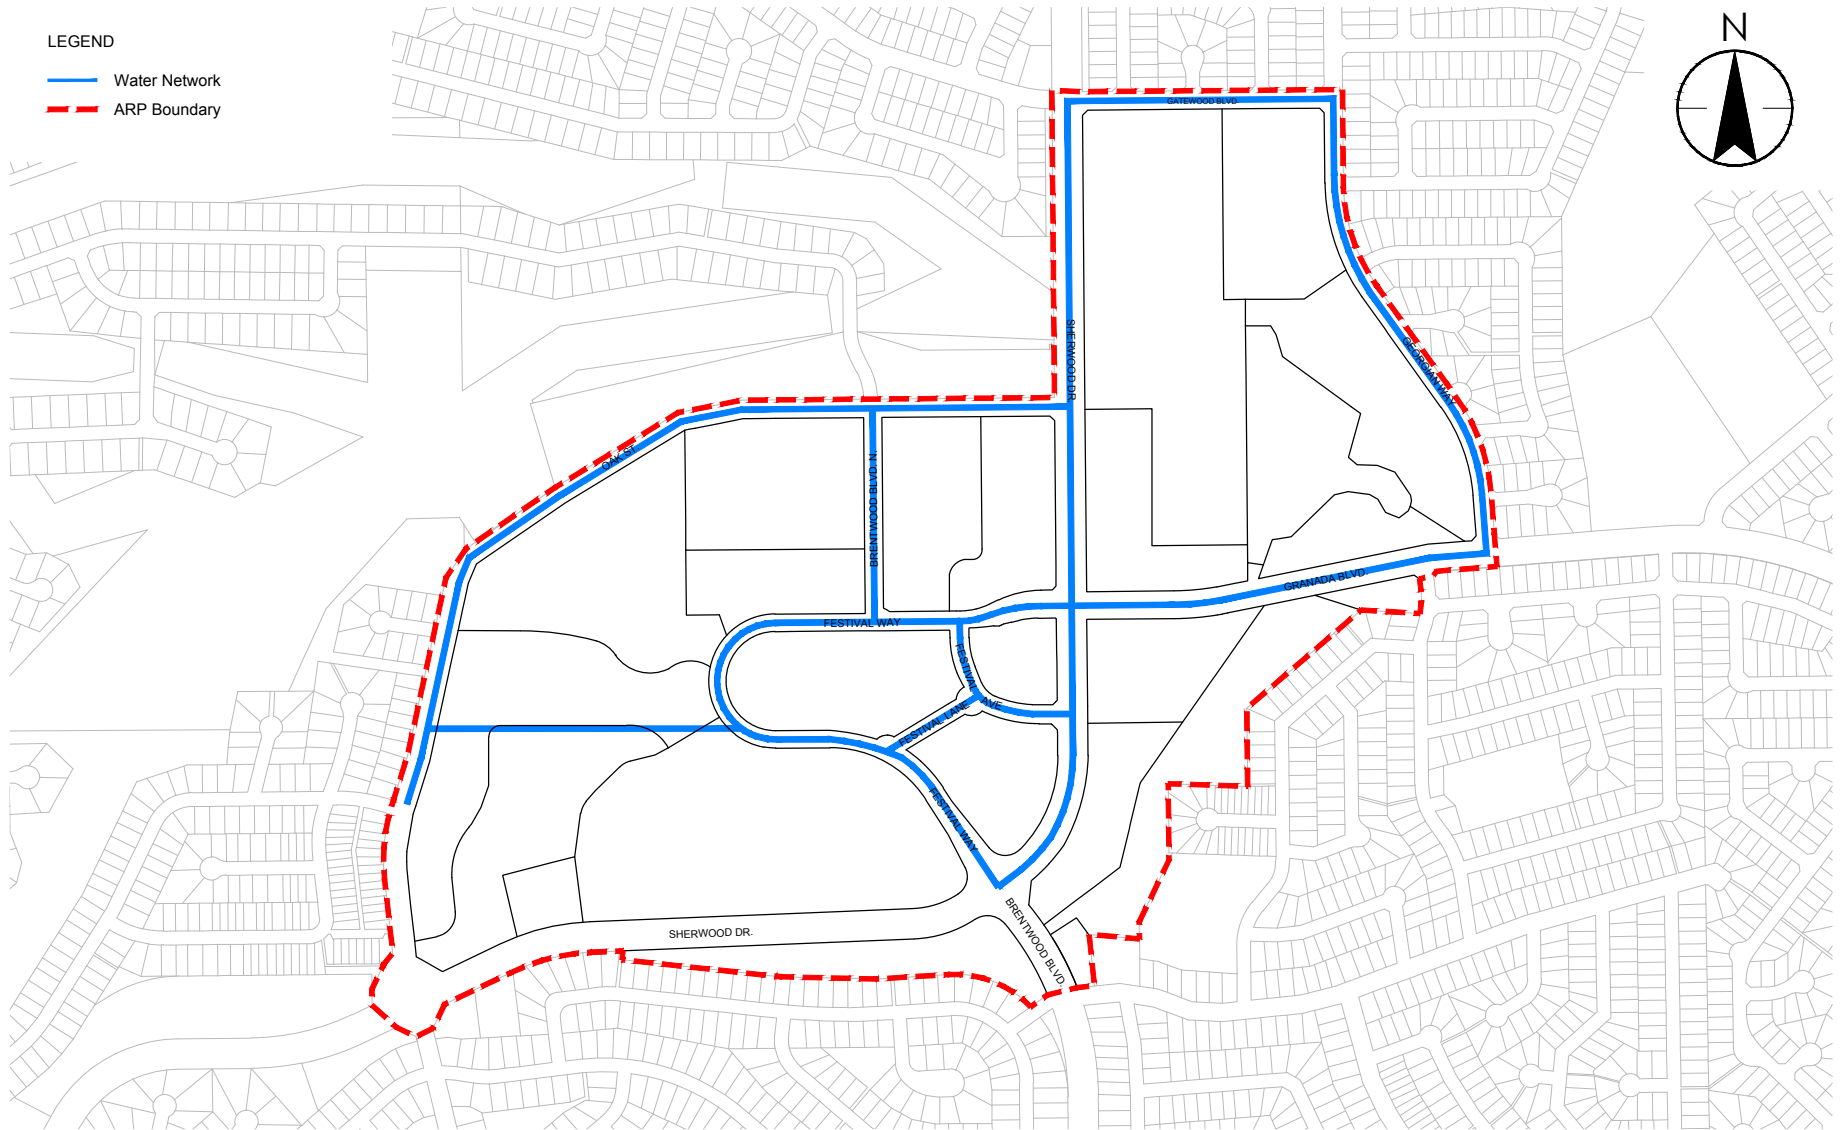 LEGEND
Water Network
ARP Boundary
N
GATEWOOD BLVD.
SHERWOOD DR.
GEORGIAN WAY
OAK ST.
BRENTWOOD BLVD. N.
GRANADA BLVD.
FESTIVAL WAY
FESTIVAL AVE
FESTIVAL LANE
FESTIVAL WAY
BRENTWOOD BLVD.
SHERWOOD DR.